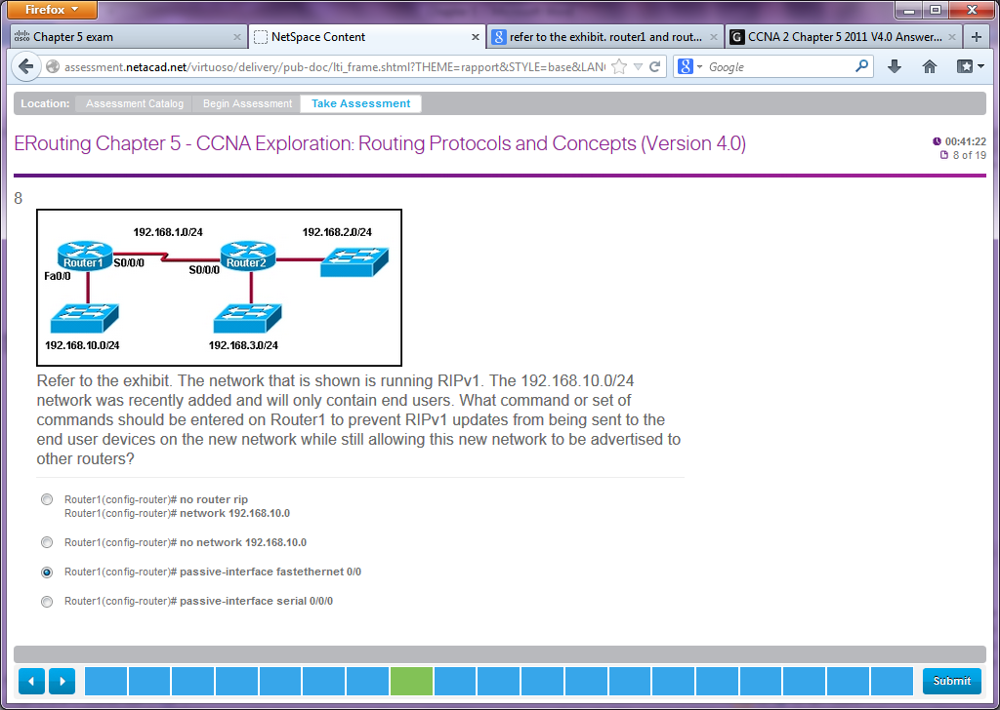 Firefox
Chapter 5 exam
NetSpace Content
refer to the exhibit. router1 and rout...
CCNA 2 Chapter 5 2011 V4.0 Answer...
assessment.netacad.net/virtuoso/delivery/pub-doc/lti_frame.shtml?THEME=rapport&STYLE=base&LAN
Google
Location:
Assessment Catalog
Begin Assessment
Take Assessment
ERouting Chapter 5 - CCNA Exploration: Routing Protocols and Concepts (Version 4.0)
00:41:22
8 of 19
8
192.168.1.0/24
192.168.2.0/24
Router1
S0/0/0
Router2
S0/0/0
Fa0/0
192.168.10.0/24
192.168.3.0/24
Refer to the exhibit. The network that is shown is running RIPv1. The 192.168.10.0/24
network was recently added and will only contain end users. What command or set of
commands should be entered on Router1 to prevent RIPv1 updates from being sent to the
end user devices on the new network while still allowing this new network to be advertised to
other routers?
Router1(config-router)# no router rip
Router1(config-router)# network 192.168.10.0
Router1(config-router)# no network 192.168.10.0
Router1(config-router)# passive-interface fastethernet 0/0
Router1(config-router)# passive-interface serial 0/0/0
Submit